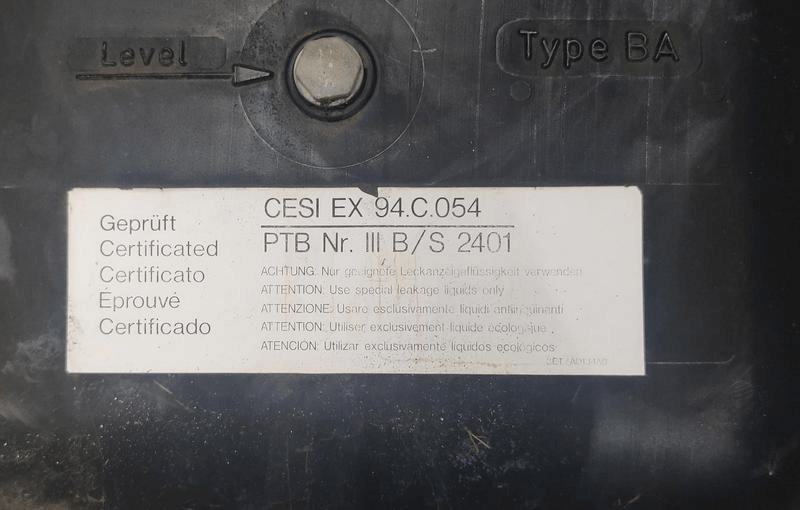 Level
Type BA
Geprüft
Certificated
Certificato
Éprouvé
Certificado
CESI EX 94.C.054
PTB Nr. III B/S 2401
ACHTUNG: Nur geeignete Leckanzeigeflüssigkeit verwenden
ATTENTION: Use special leakage liquids only
ATTENZIONE: Usare esclusivamente liquidi antinquinanti
ATTENTION: Utiliser exclusivement liquide écologique
ATENCIÓN: Utilizar exclusivamente líquidos ecológicos